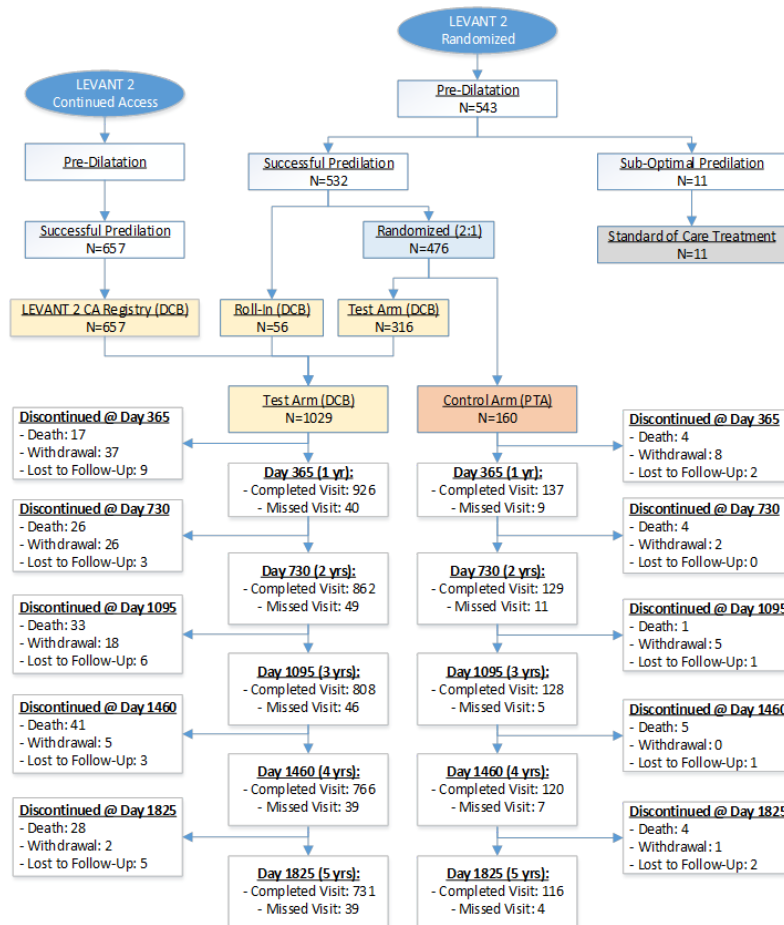 LEVANT 2
Randomized
LEVANT 2
Continued Access
Pre-Dilatation
N=543
Pre-Dilatation
Successful Predilation
N=532
Sub-Optimal Predilation
N=11
Successful Predilation
N=657
Randomized (2:1)
N=476
Standard of Care Treatment
N=11
LEVANT 2 CA Registry (DCB)
N=657
Roll-In (DCB)
N=56
Test Arm (DCB)
N=316
Test Arm (DCB)
N=1029
Control Arm (PTA)
N=160
Discontinued @ Day 365
- Death: 17
- Withdrawal: 37
- Lost to Follow-Up: 9
Discontinued @ Day 365
- Death: 4
- Withdrawal: 8
- Lost to Follow-Up: 2
Day 365 (1 yr):
- Completed Visit: 926
- Missed Visit: 40
Day 365 (1 yr):
- Completed Visit: 137
- Missed Visit: 9
Discontinued @ Day 730
- Death: 26
- Withdrawal: 26
- Lost to Follow-Up: 3
Discontinued @ Day 730
- Death: 4
- Withdrawal: 2
- Lost to Follow-Up: 0
Day 730 (2 yrs):
- Completed Visit: 862
- Missed Visit: 49
Day 730 (2 yrs):
- Completed Visit: 129
- Missed Visit: 11
Discontinued @ Day 1095
- Death: 33
- Withdrawal: 18
- Lost to Follow-Up: 6
Discontinued @ Day 1095
- Death: 1
- Withdrawal: 5
- Lost to Follow-Up: 1
Day 1095 (3 yrs):
- Completed Visit: 808
- Missed Visit: 46
Day 1095 (3 yrs):
- Completed Visit: 128
- Missed Visit: 5
Discontinued @ Day 1460
- Death: 41
- Withdrawal: 5
- Lost to Follow-Up: 3
Discontinued @ Day 1460
- Death: 5
- Withdrawal: 0
- Lost to Follow-Up: 1
Day 1460 (4 yrs):
- Completed Visit: 766
- Missed Visit: 39
Day 1460 (4 yrs):
- Completed Visit: 120
- Missed Visit: 7
Discontinued @ Day 1825
- Death: 28
- Withdrawal: 2
- Lost to Follow-Up: 5
Discontinued @ Day 1825
- Death: 4
- Withdrawal: 1
- Lost to Follow-Up: 2
Day 1825 (5 yrs):
- Completed Visit: 731
- Missed Visit: 39
Day 1825 (5 yrs):
- Completed Visit: 116
- Missed Visit: 4